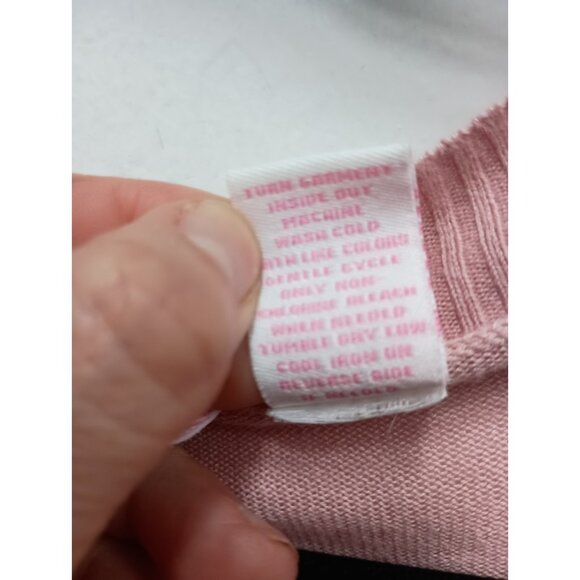 TURN GARMENT
INSIDE OUT
MACHINE
WASH COLD
WITH LIKE COLORS
GENTLE CYCLE
ONLY NON-
CHLORINE BLEACH
WHEN NEEDED
TUMBLE DRY LOW
COOL IRON ON
REVERSE SIDE
IF NEEDED